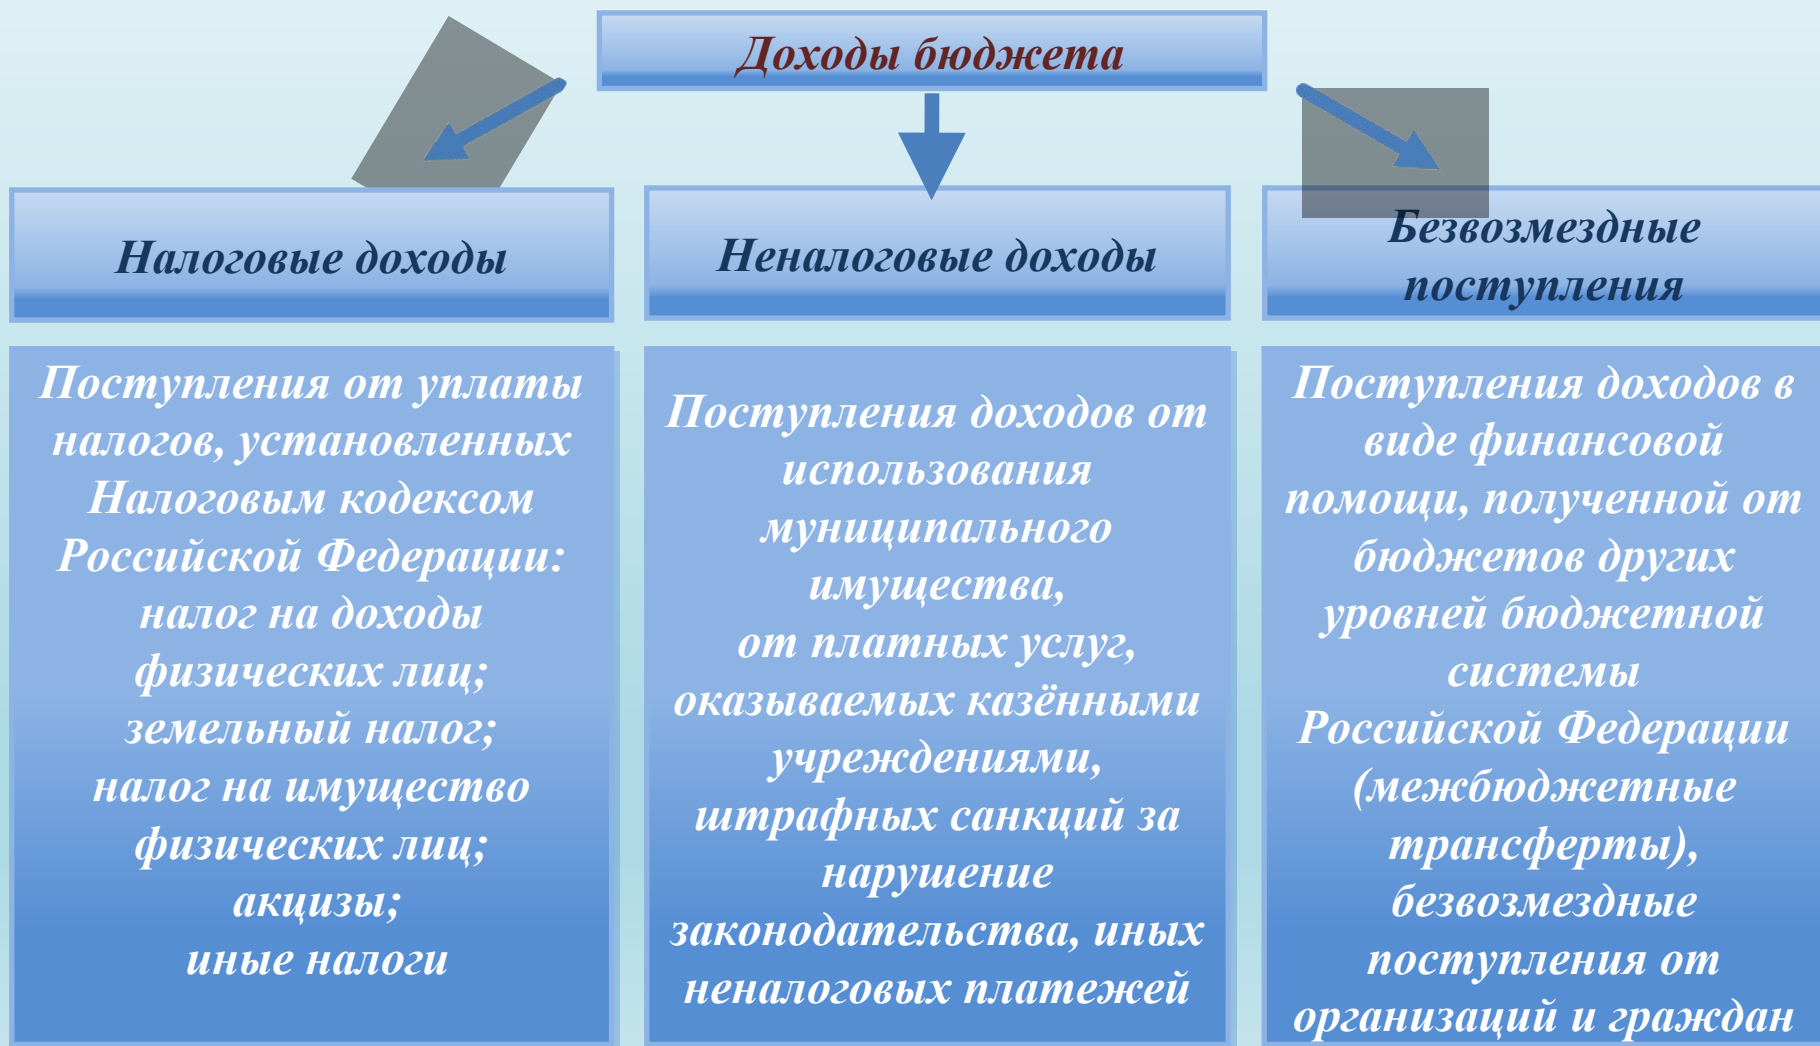 Доходы бюджета
Налоговые доходы
Неналоговые доходы
Безвозмездные
поступления
Поступления от уплаты
налогов, установленных
Налоговым кодексом
Российской Федерации:
налог на доходы
физических лиц;
земельный налог;
налог на имущество
физических лиц;
акцизы;
иные налоги
Поступления доходов от
использования
муниципального
имущества,
от платных услуг,
оказываемых казёнными
учреждениями,
штрафных санкций за
нарушение
законодательства, иных
неналоговых платежей
Поступления доходов в
виде финансовой
помощи, полученной от
бюджетов других
уровней бюджетной
системы
Российской Федерации
(межбюджетные
трансферты),
безвозмездные
поступления от
организаций и граждан